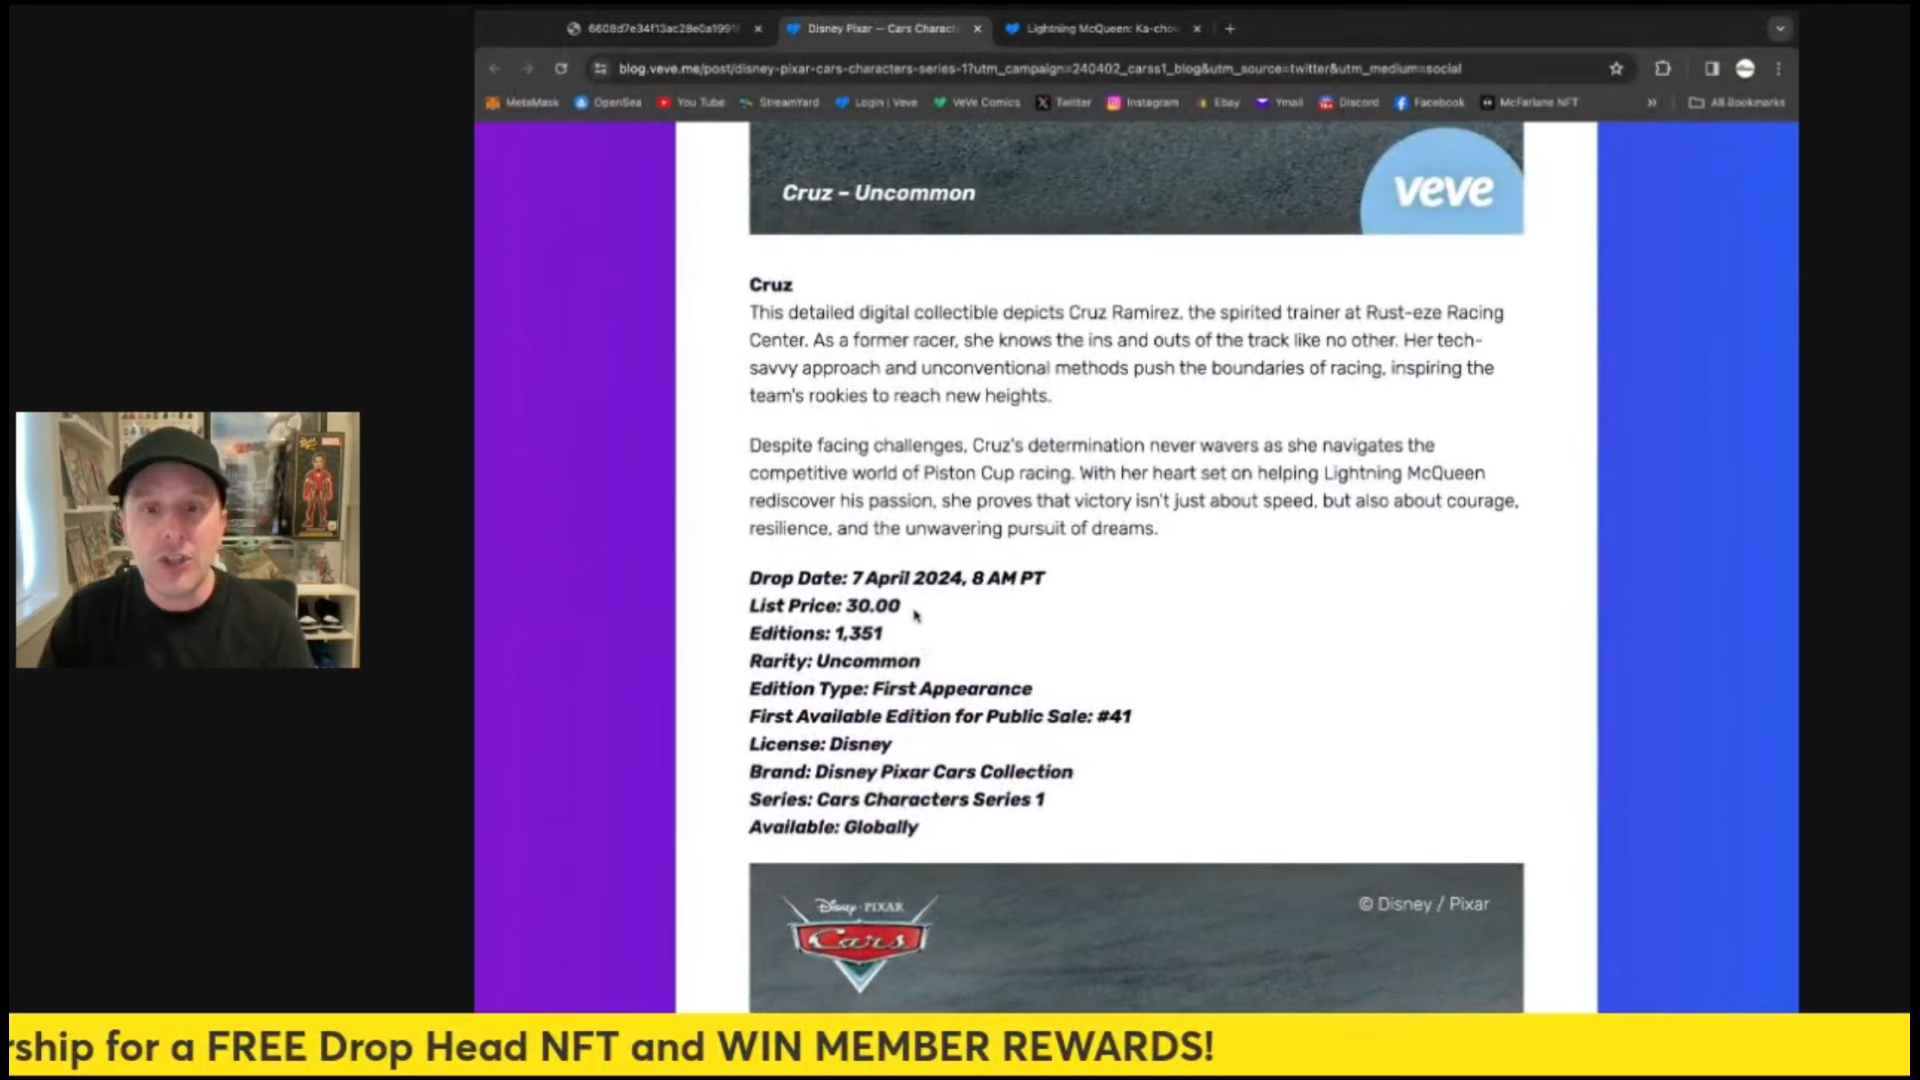 6608d7e34f13ac28e0a1991
Disney Pixar – Cars Charact
Lightning McQueen: Ka-chow
blog.veve.me/post/disney-pixar-cars-characters-series-1?utm_campaign=240402_carss1_blog&utm_source=twitter&utm_medium=social
MetaMask OpenSea You Tube StreamYard Login | Veve VeVe Comics Twitter Instagram Ebay Ymail Discord Facebook McFarlane NFT » All Bookmarks
Cruz – Uncommon
veve
Cruz
This detailed digital collectible depicts Cruz Ramirez, the spirited trainer at Rust-eze Racing
Center. As a former racer, she knows the ins and outs of the track like no other. Her tech-
savvy approach and unconventional methods push the boundaries of racing, inspiring the
team's rookies to reach new heights.
Despite facing challenges, Cruz's determination never wavers as she navigates the
competitive world of Piston Cup racing. With her heart set on helping Lightning McQueen
rediscover his passion, she proves that victory isn't just about speed, but also about courage,
resilience, and the unwavering pursuit of dreams.
Drop Date: 7 April 2024, 8 AM PT
List Price: 30.00
Editions: 1,351
Rarity: Uncommon
Edition Type: First Appearance
First Available Edition for Public Sale: #41
License: Disney
Brand: Disney Pixar Cars Collection
Series: Cars Characters Series 1
Available: Globally
Disney · PIXAR
Cars
© Disney / Pixar
rship for a FREE Drop Head NFT and WIN MEMBER REWARDS!